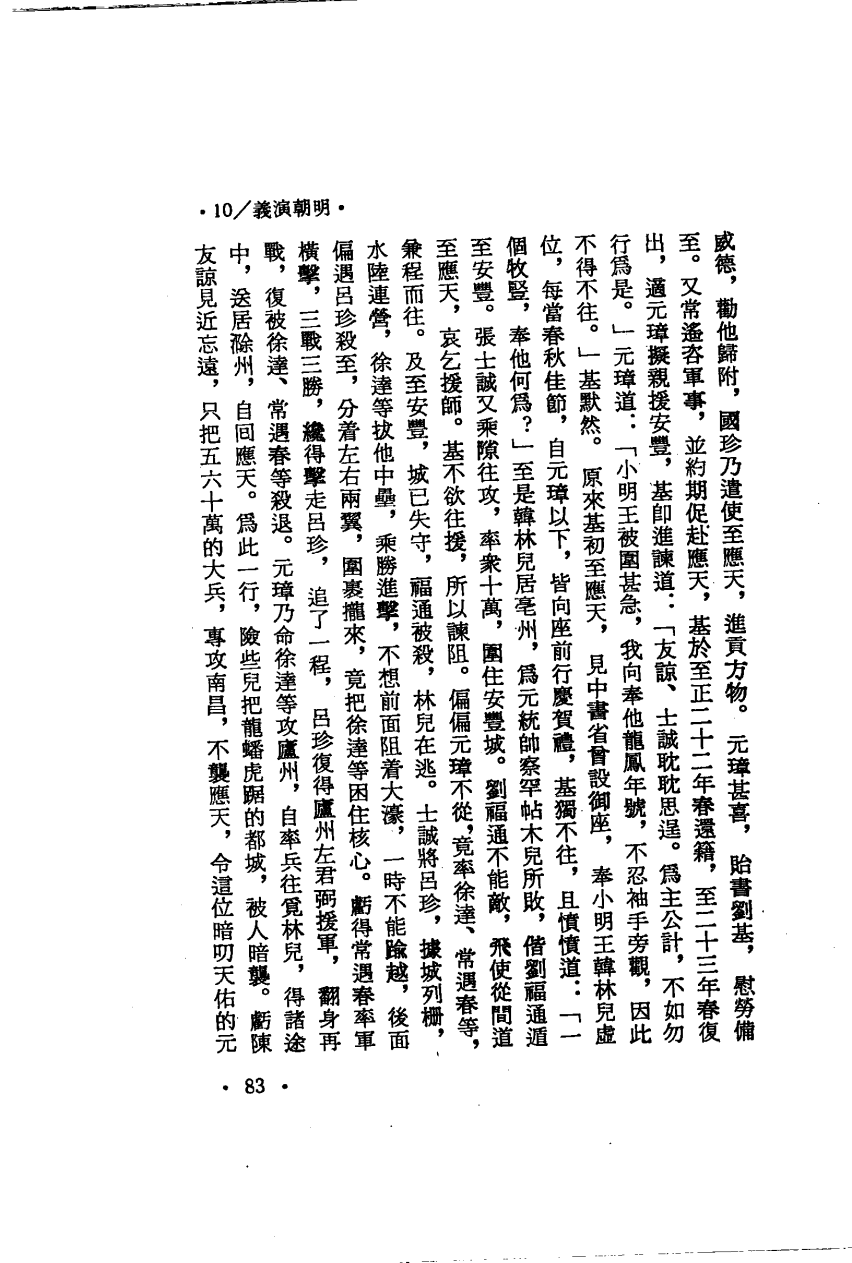 •明朝演義/10•
威德，勸他歸附，國珍乃遣使至應天，進貢方物。元璋甚喜，貽書劉基，慰勞備
至。又常遙咨軍事，並約期促赴應天，基於至正二十二年春還籍，至二十三年春復
出，適元璋擬親援安豐，基卽進諫道：「友諒、士誠耽耽思逞。爲主公計，不如勿
行爲是。」元璋道：「小明王被圍甚急，我向奉他龍鳳年號，不忍袖手旁觀，因此
不得不往。」基默然。原來基初至應天，見中書省曾設御座，奉小明王韓林兒虛
位，每當春秋佳節，自元璋以下，皆向座前行慶賀禮，基獨不往，且憤憤道：「一
個牧豎，奉他何爲？」至是韓林兒居亳州，爲元統帥察罕帖木兒所敗，偕劉福通遁
至安豐。張士誠又乘隙往攻，率衆十萬，圍住安豐城。劉福通不能敵，飛使從間道
至應天，哀乞援師。基不欲往援，所以諫阻。偏偏元璋不從，竟率徐達、常遇春等，
兼程而往。及至安豐，城已失守，福通被殺，林兒在逃。士誠將呂珍，據城列柵，
水陸連營，徐達等拔他中壘，乘勝進擊，不想前面阻着大濠，一時不能踰越，後面
偏遇呂珍殺至，分着左右兩翼，圍裹攏來，竟把徐達等困住核心。虧得常遇春率軍
橫擊，三戰三勝，纔得擊走呂珍，追了一程，呂珍復得廬州左君弼援軍，翻身再
戰，復被徐達、常遇春等殺退。元璋乃命徐達等攻廬州，自率兵往覓林兒，得諸途
中，送居滁州，自回應天。爲此一行，險些兒把龍蟠虎踞的都城，被人暗襲。虧陳
友諒見近忘遠，只把五六十萬的大兵，專攻南昌，不襲應天，令這位暗叨天佑的元
• 83 •